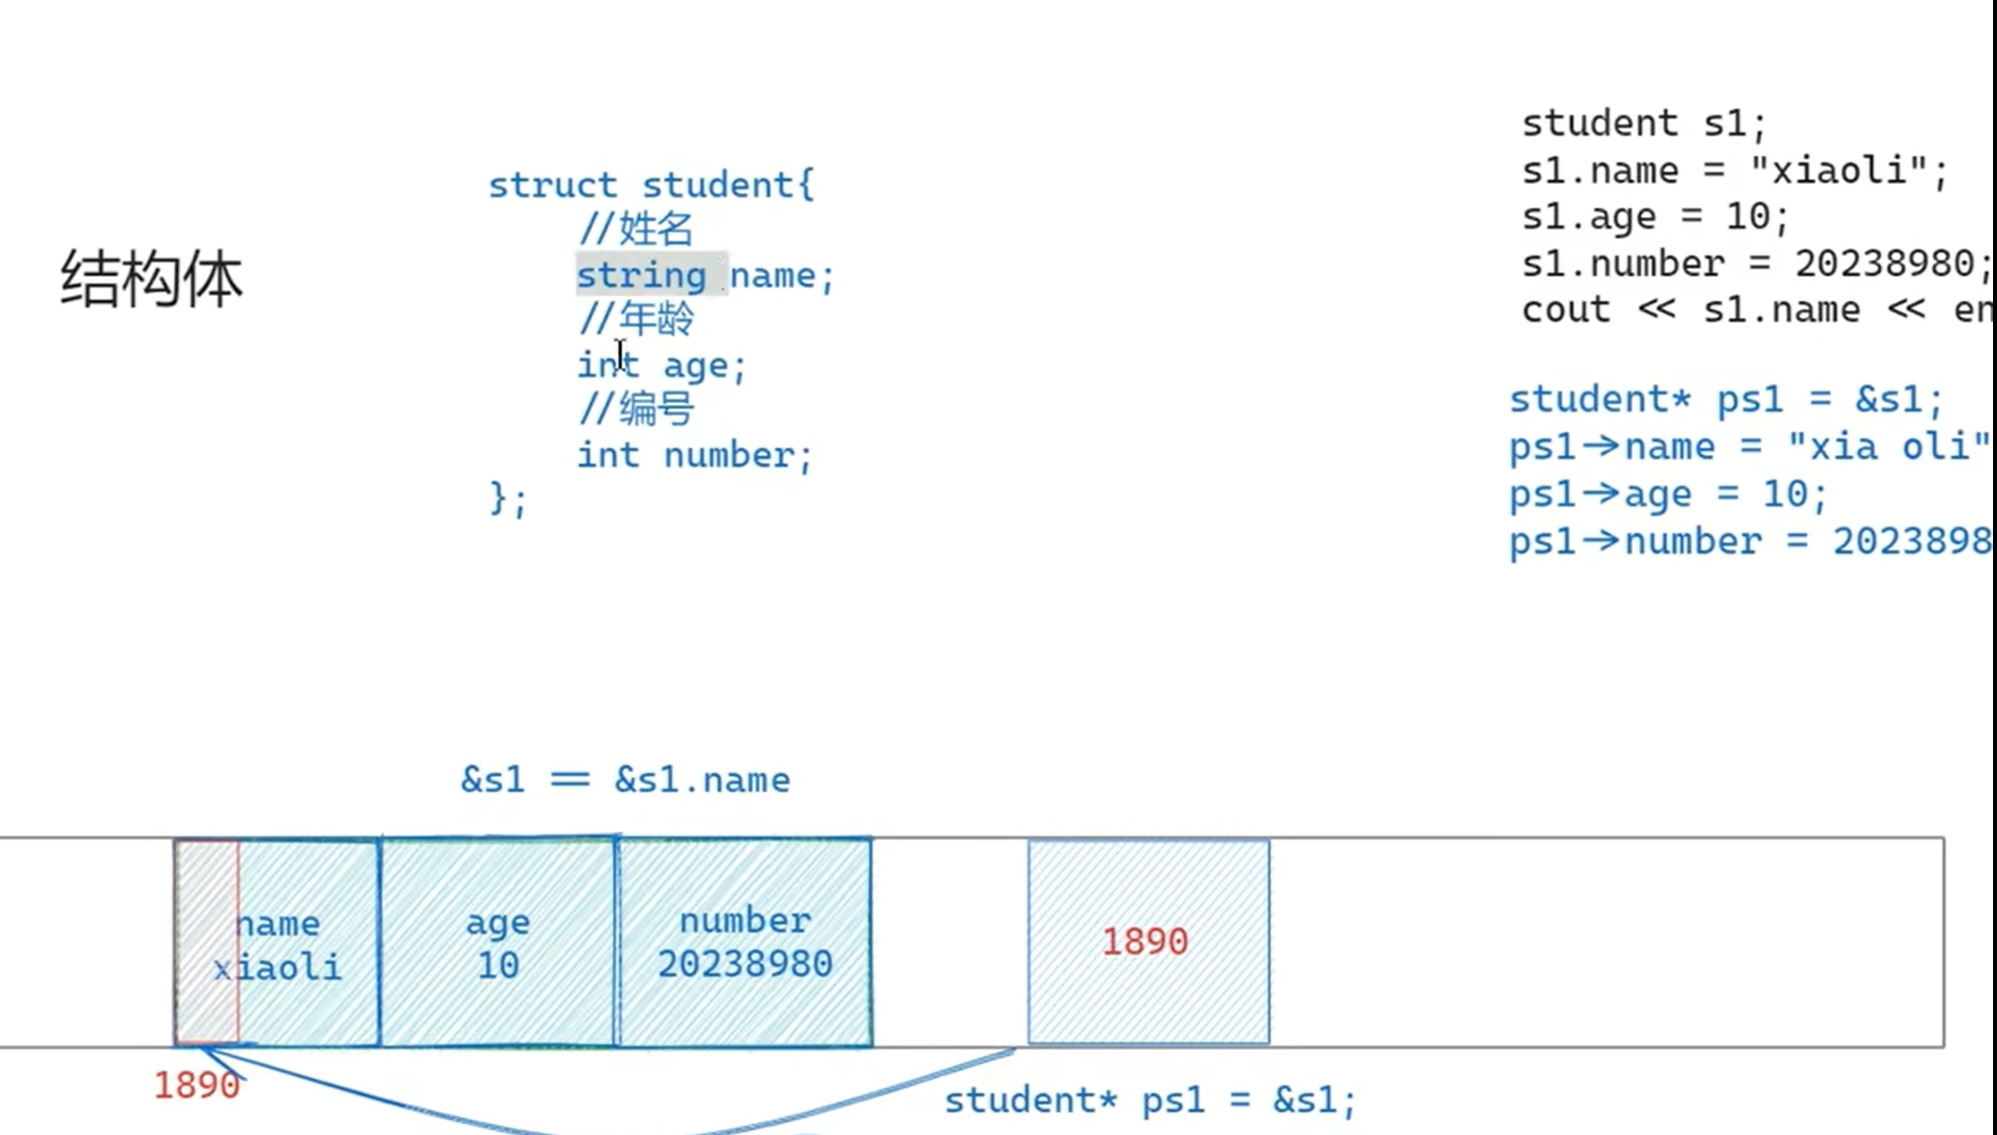 结构体
struct student{
//姓名
string name;
//年龄
int age;
//编号
int number;
};
student s1;
s1.name = "xiaoli";
s1.age = 10;
s1.number = 20238980;
cout << s1.name << en
student* ps1 = &s1;
ps1->name = "xia oli"
ps1->age = 10;
ps1->number = 2023898
&s1 == &s1.name
name
xiaoli
age
10
number
20238980
1890
1890
student* ps1 = &s1;